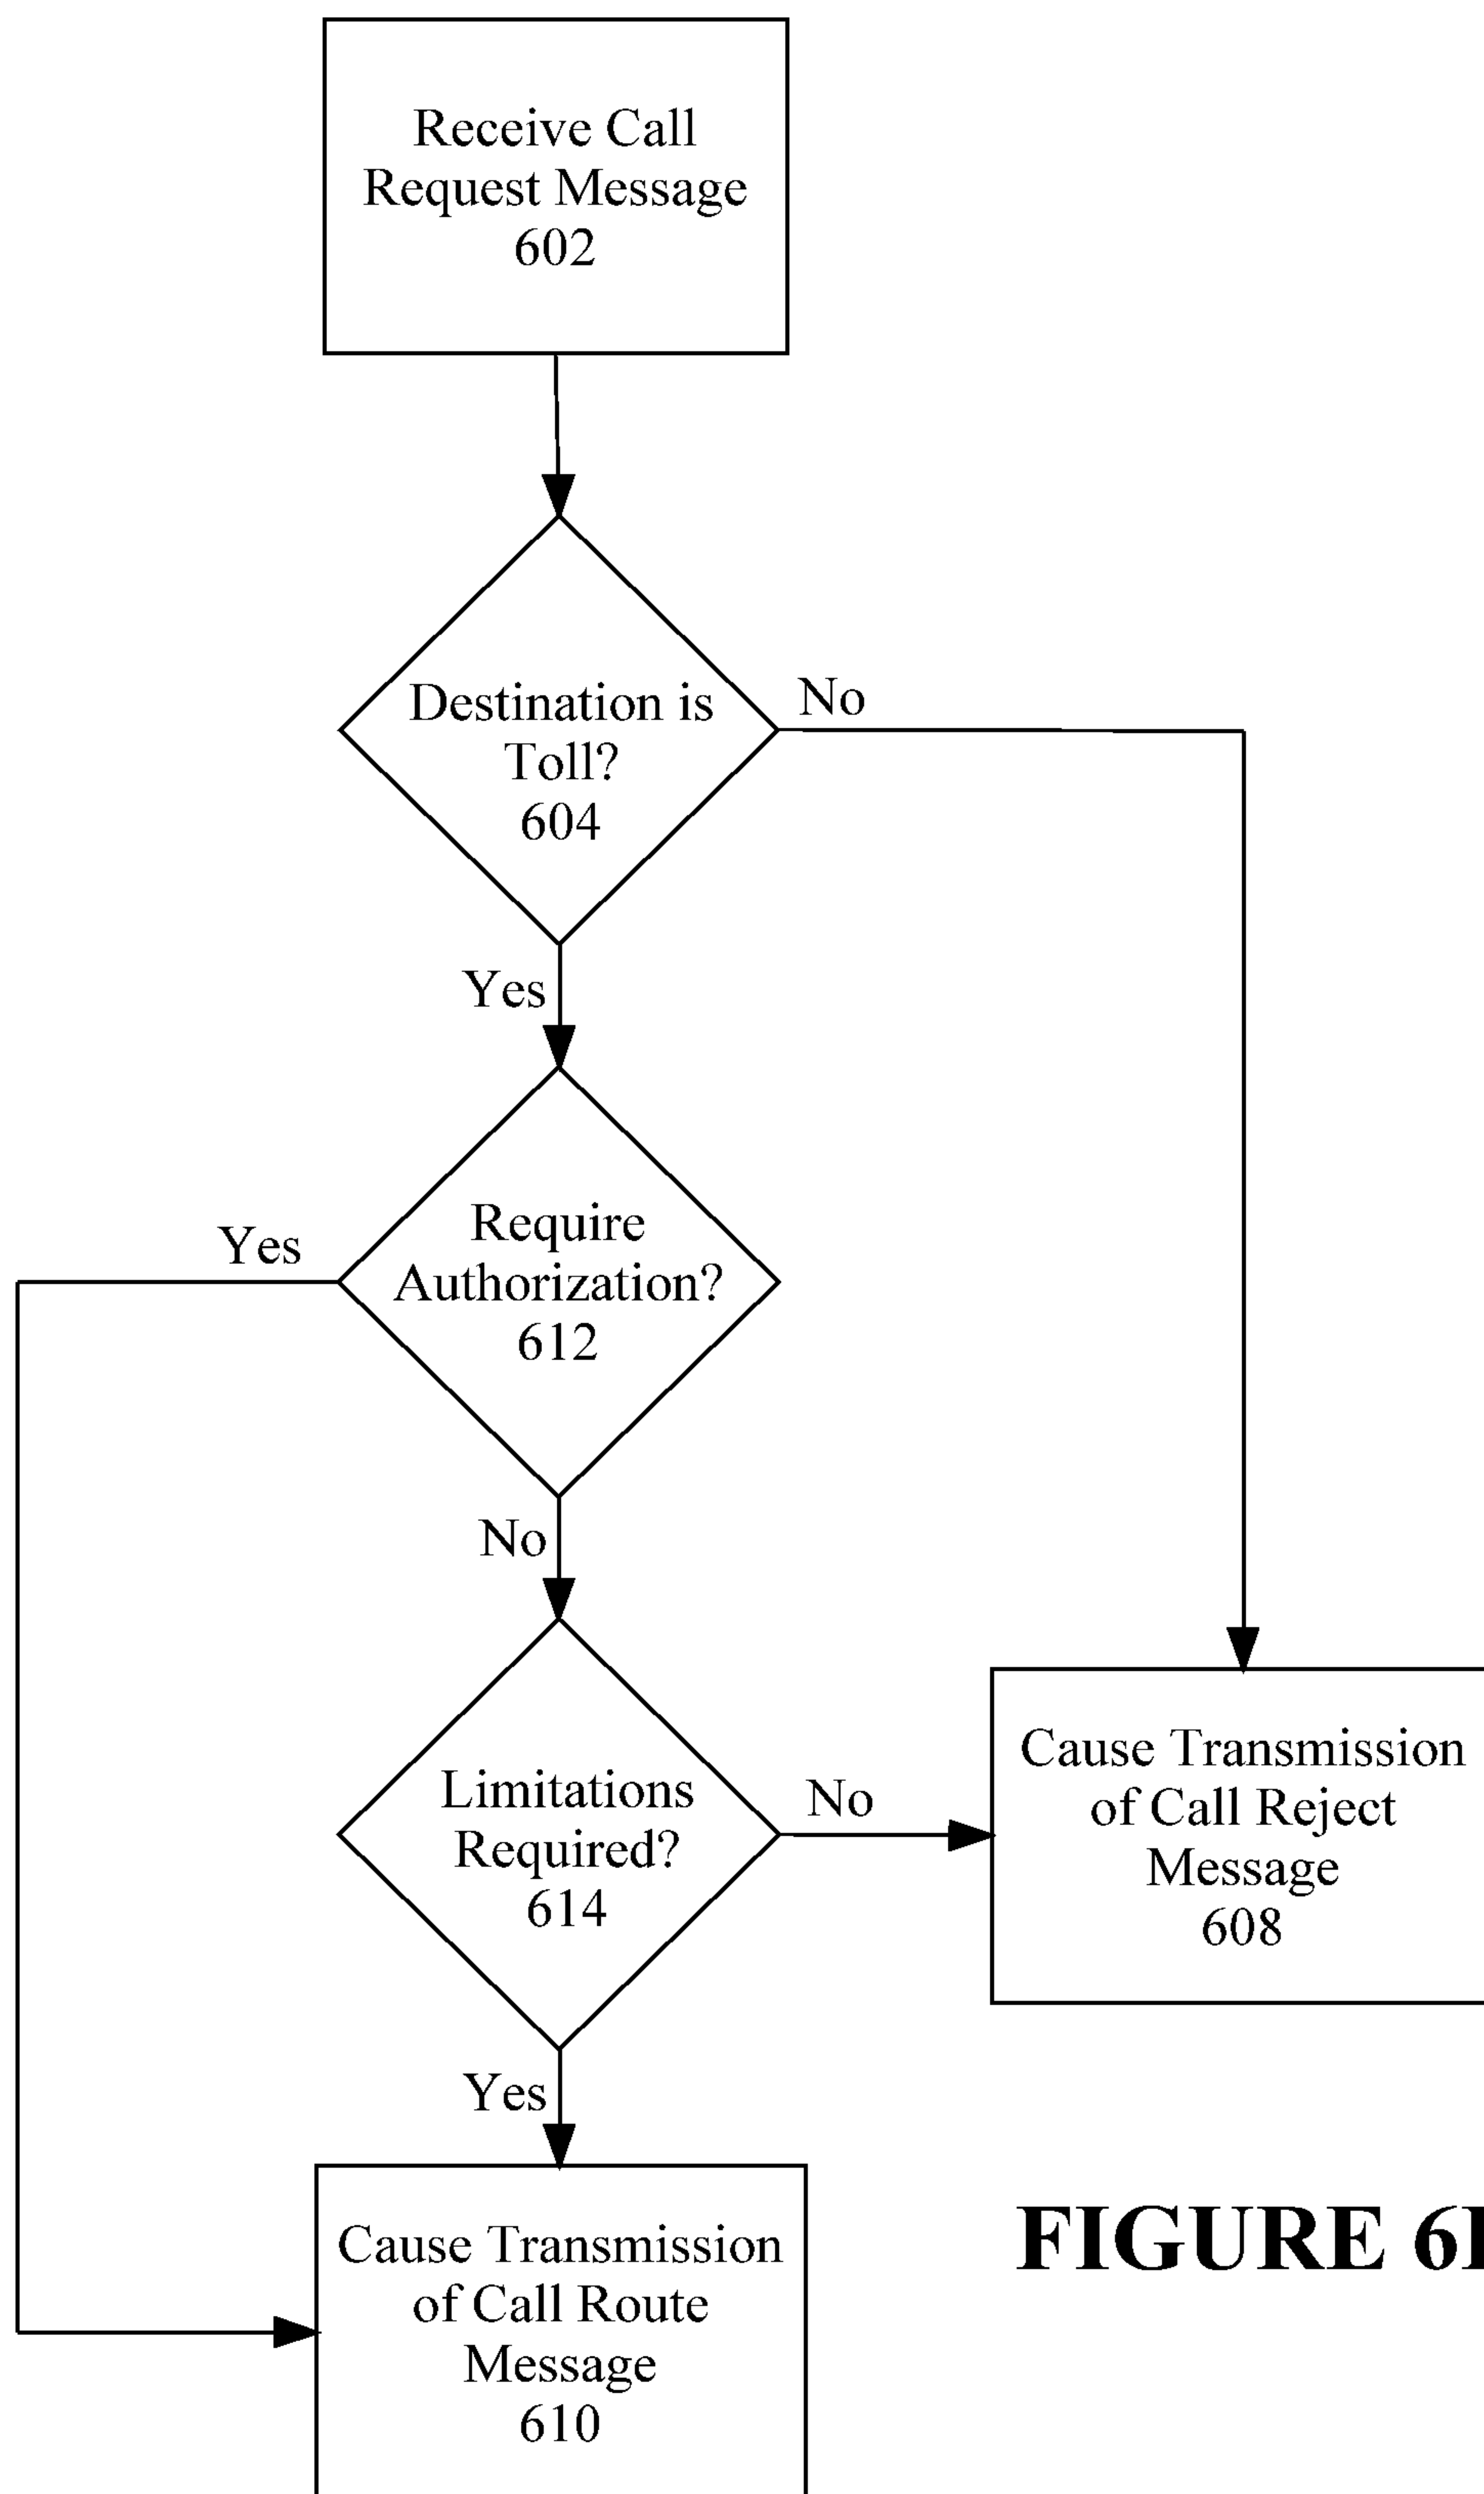 Receive Call
Request Message
602
Destination is
Toll?
604
No
Yes
Require
Authorization?
612
Yes
No
Limitations
Required?
614
No
Cause Transmission
of Call Reject
Message
608
Yes
Cause Transmission
of Call Route
Message
610
FIGURE